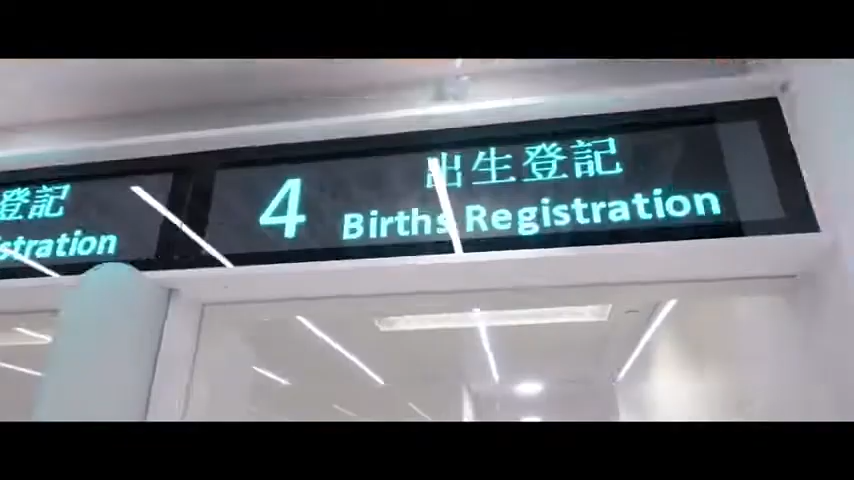 登記
stration
4
出生登記
Births Registration